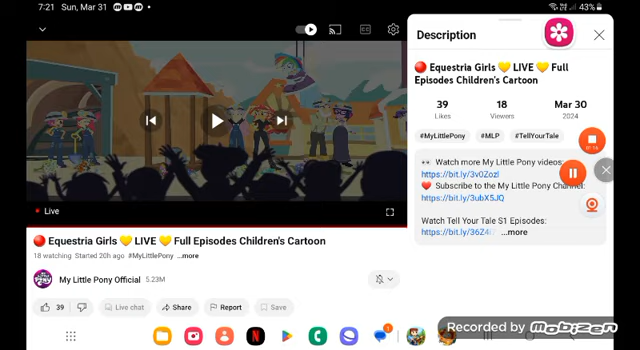 7:21 Sun, Mar 31
43%
Live
🔴 Equestria Girls 💛 LIVE 💛 Full Episodes Children's Cartoon
18 watching Started 20h ago #MyLittlePony ...more
My Little Pony Official 5.23M
39
Live chat
Share
Report
Save
Description
🔴 Equestria Girls 💛 LIVE 💛 Full
Episodes Children's Cartoon
39 18 Mar 30
Likes Viewers 2024
#MyLittlePony #MLP #TellYourTale
👀 Watch more My Little Pony videos:
https://bit.ly/3v0Zozl
❤️ Subscribe to the My Little Pony Channel:
https://bit.ly/3ubX5JQ
Watch Tell Your Tale S1 Episodes:
...more
Recorded by Mobizen